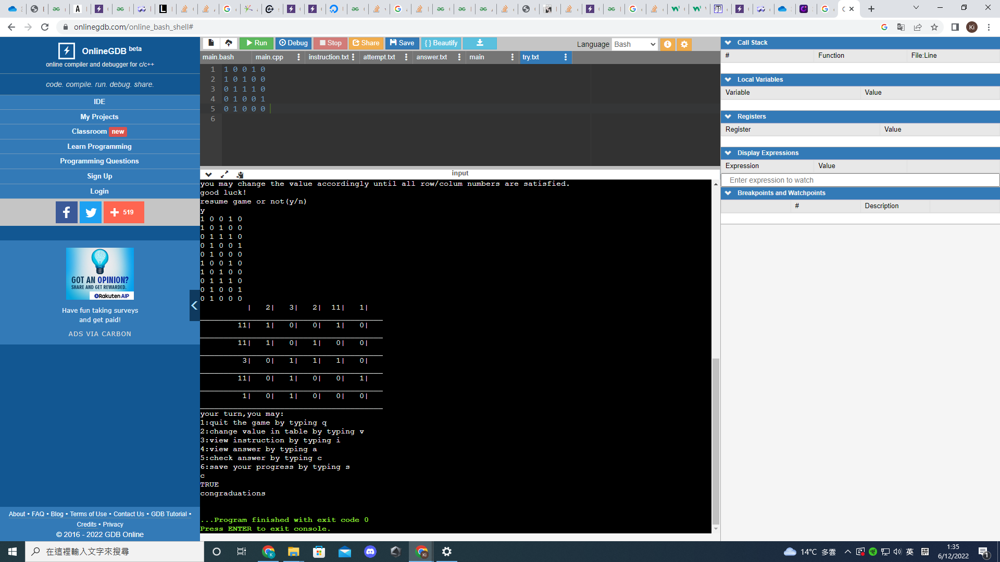 onlinegdb.com/online_bash_shell#
Ki
OnlineGDB beta
online compiler and debugger for c/c++
code. compile. run. debug. share.
IDE
My Projects
Classroom new
Learn Programming
Programming Questions
Sign Up
Login
519
GOT AN OPINION?
SHARE AND GET REWARDED.
Rakuten AIP
Have fun taking surveys
and get paid!
ADS VIA CARBON
About • FAQ • Blog • Terms of Use • Contact Us • GDB Tutorial •
Credits • Privacy
© 2016 - 2022 GDB Online
Run Debug Stop Share Save { } Beautify
Language Bash
main.bash main.cpp instruction.txt attempt.txt answer.txt main try.txt
1 1 0 0 1 0
2 1 0 1 0 0
3 0 1 1 1 0
4 0 1 0 0 1
5 0 1 0 0 0
6
input
you may change the value accordingly until all row/colum numbers are satisfied.
good luck!
resume game or not(y/n)
y
1 0 0 1 0
1 0 1 0 0
0 1 1 1 0
0 1 0 0 1
0 1 0 0 0
1 0 0 1 0
1 0 1 0 0
0 1 1 1 0
0 1 0 0 1
0 1 0 0 0
| 2| 3| 2| 11| 1|
11| 1| 0| 0| 1| 0|
11| 1| 0| 1| 0| 0|
3| 0| 1| 1| 1| 0|
11| 0| 1| 0| 0| 1|
1| 0| 1| 0| 0| 0|
your turn,you may:
1:quit the game by typing q
2:change value in table by typing v
3:view instruction by typing i
4:view answer by typing a
5:check answer by typing c
6:save your progress by typing s
c
TRUE
congraduations
...Program finished with exit code 0
Press ENTER to exit console.
Call Stack
# Function File:Line
Local Variables
Variable Value
Registers
Register Value
Display Expressions
Expression Value
Enter expression to watch
Breakpoints and Watchpoints
# Description
在這裡輸入文字來搜尋
K
Ki
14°C 多雲
英
1:35
6/12/2022
1